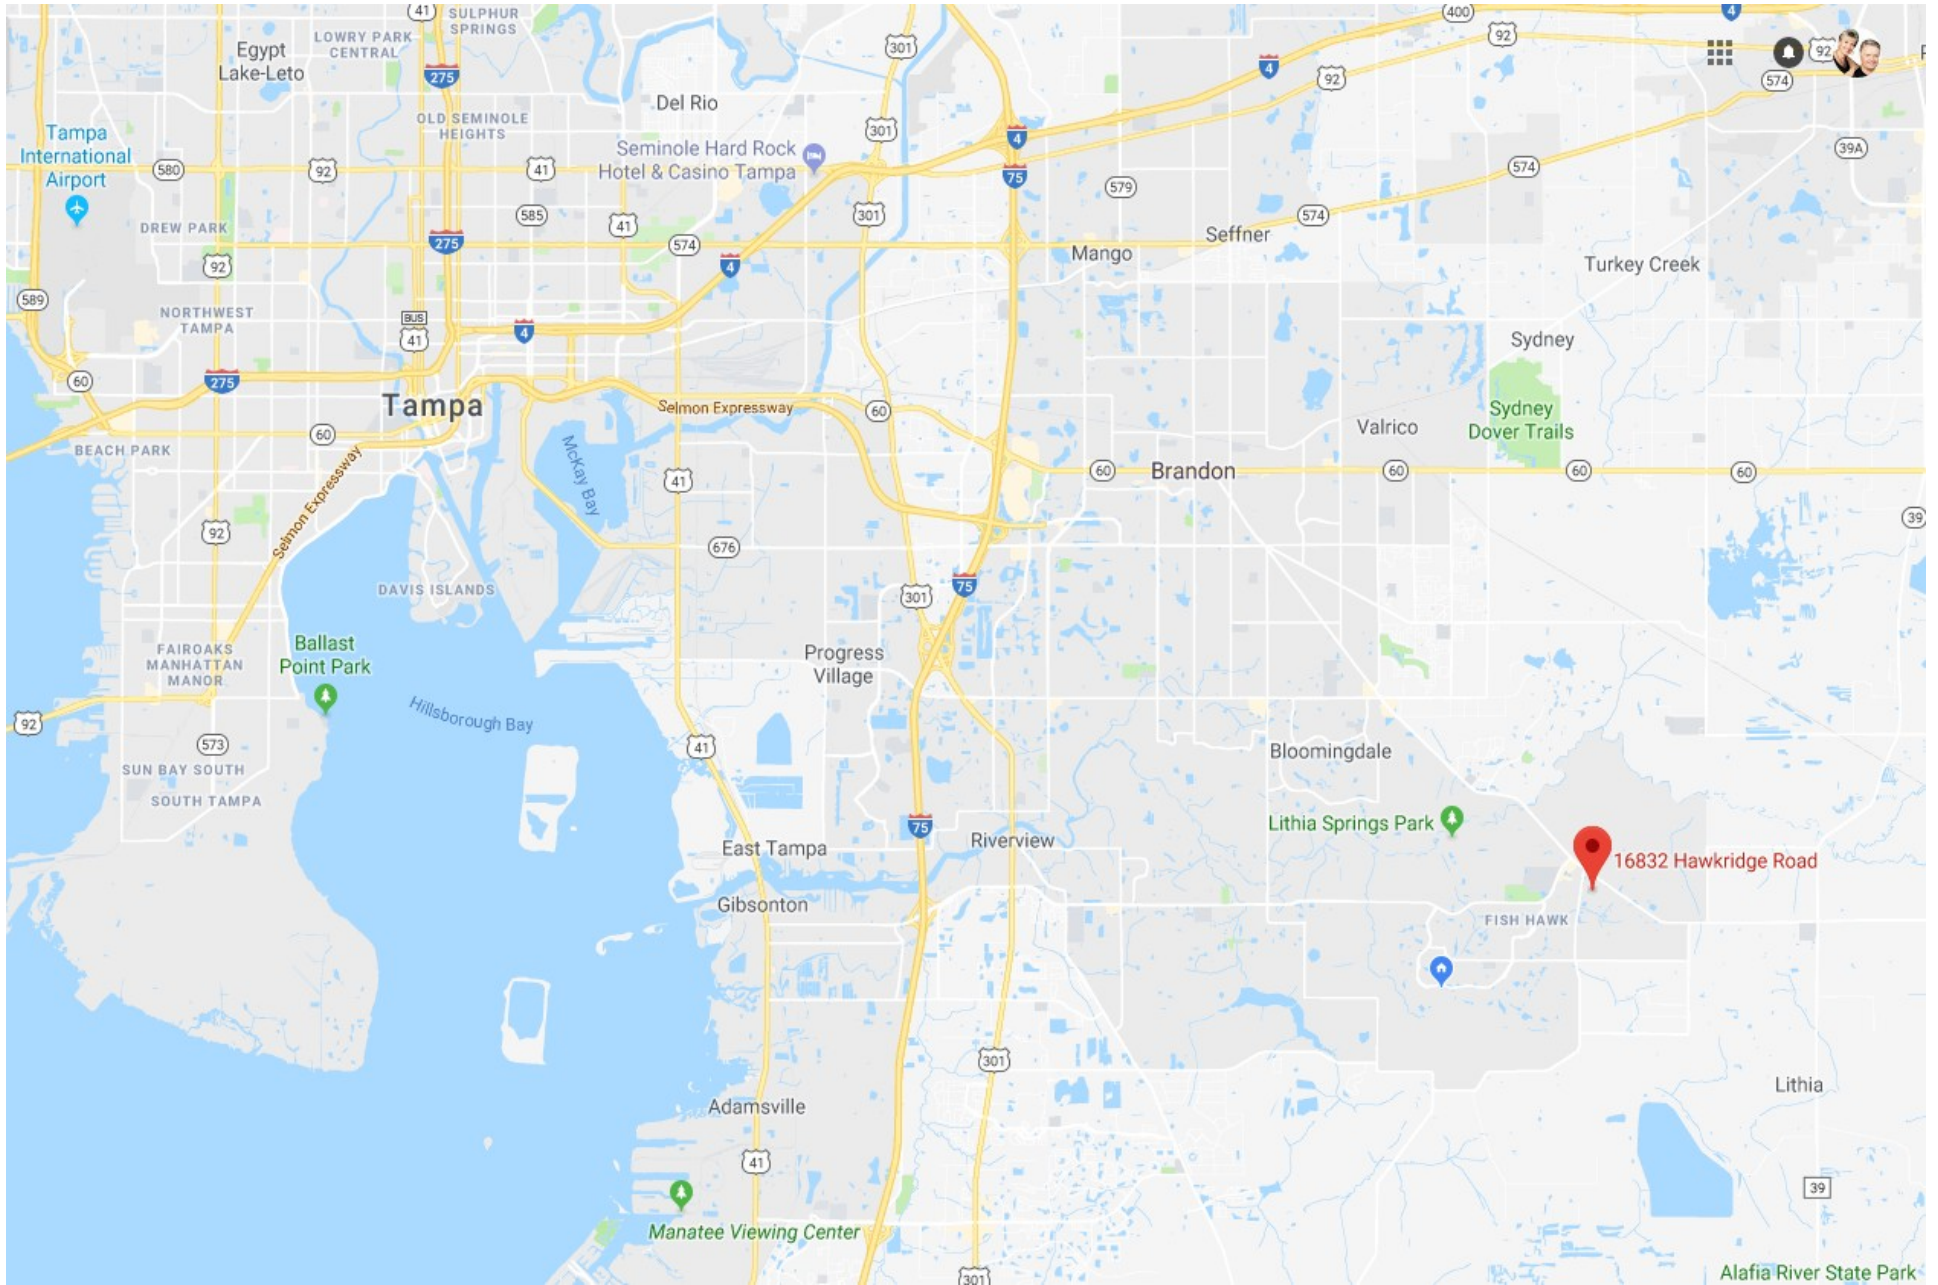 41
SULPHUR
SPRINGS
400
4
LOWRY PARK
CENTRAL
Egypt
Lake-Leto
301
92
92
275
4
92
574
Del Rio
OLD SEMINOLE
HEIGHTS
301
4
Tampa
International
Airport
Seminole Hard Rock
Hotel & Casino Tampa
39A
580
92
41
75
574
579
585
301
574
41
DREW PARK
Seffner
275
574
Mango
92
4
Turkey Creek
589
NORTHWEST
TAMPA
BUS
41
4
Sydney
60
275
Tampa
Selmon Expressway
60
Sydney
Dover Trails
Valrico
60
BEACH PARK
McKay Bay
60
Brandon
60
60
60
41
Selmon Expressway
92
39
676
DAVIS ISLANDS
75
301
Ballast
Point Park
FAIROAKS
MANHATTAN
MANOR
Progress
Village
92
Hillsborough Bay
573
41
Bloomingdale
SUN BAY SOUTH
SOUTH TAMPA
75
Lithia Springs Park
Riverview
East Tampa
16832 Hawkridge Road
Gibsonton
FISH HAWK
301
Lithia
Adamsville
41
39
Manatee Viewing Center
Alafia River State Park
301